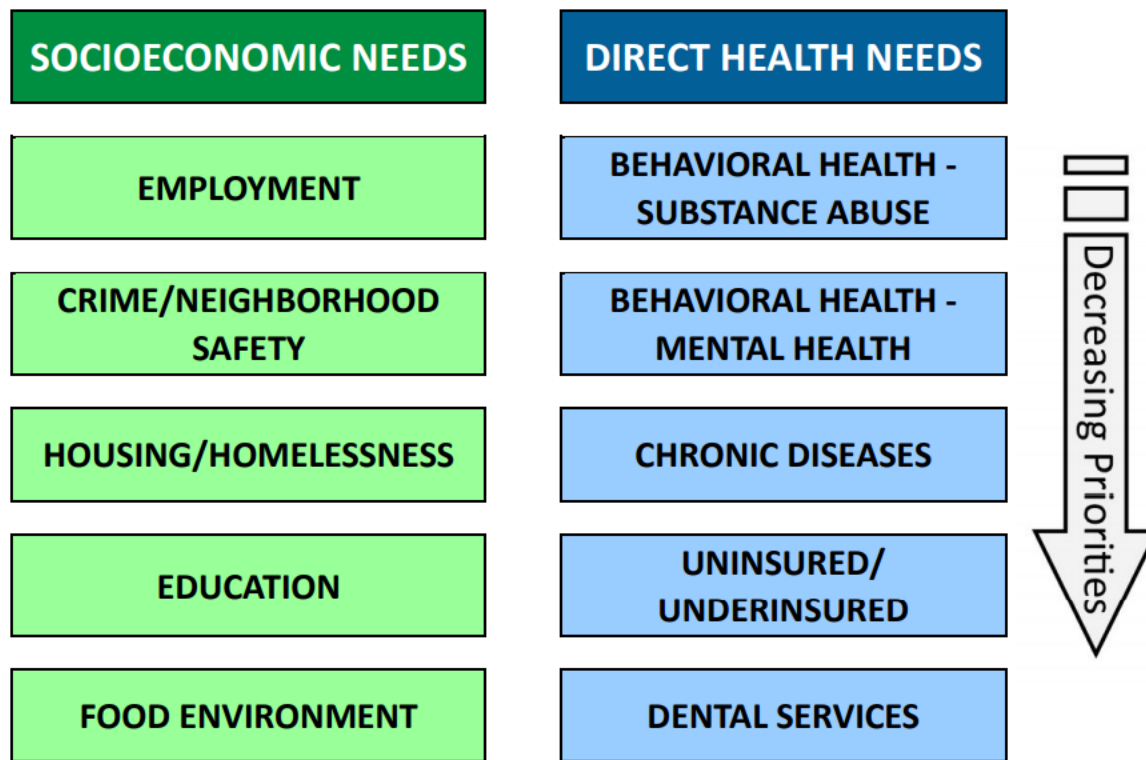 SOCIOECONOMIC NEEDS
DIRECT HEALTH NEEDS
EMPLOYMENT
BEHAVIORAL HEALTH -
SUBSTANCE ABUSE
CRIME/NEIGHBORHOOD
SAFETY
BEHAVIORAL HEALTH -
MENTAL HEALTH
HOUSING/HOMELESSNESS
CHRONIC DISEASES
EDUCATION
UNINSURED/
UNDERINSURED
FOOD ENVIRONMENT
DENTAL SERVICES
Decreasing Priorities